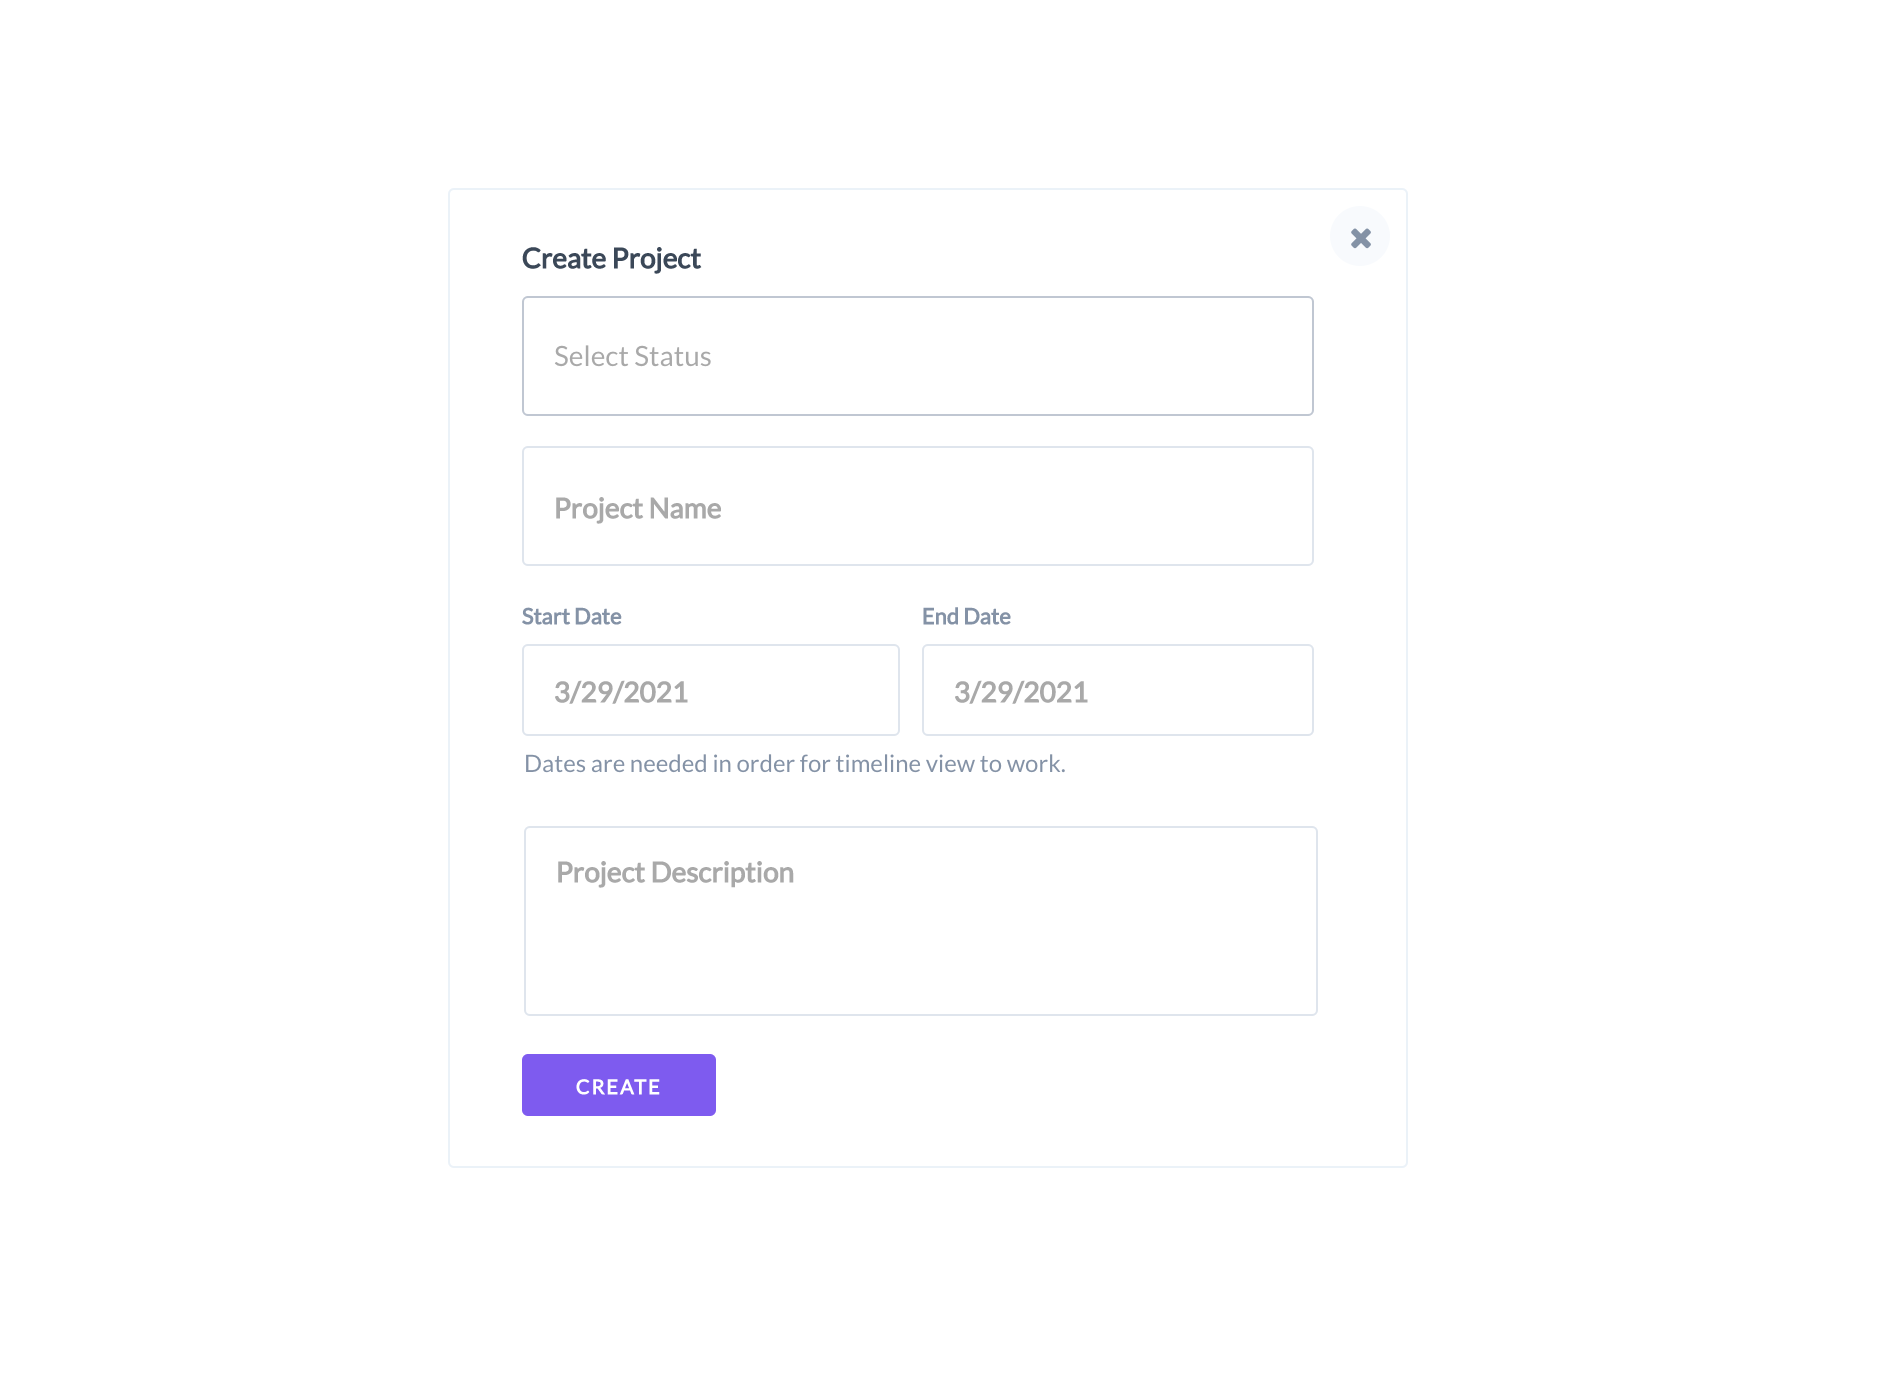 Create Project
Select Status
Project Name
Start Date
End Date
3/29/2021
3/29/2021
Dates are needed in order for timeline view to work.
Project Description
CREATE